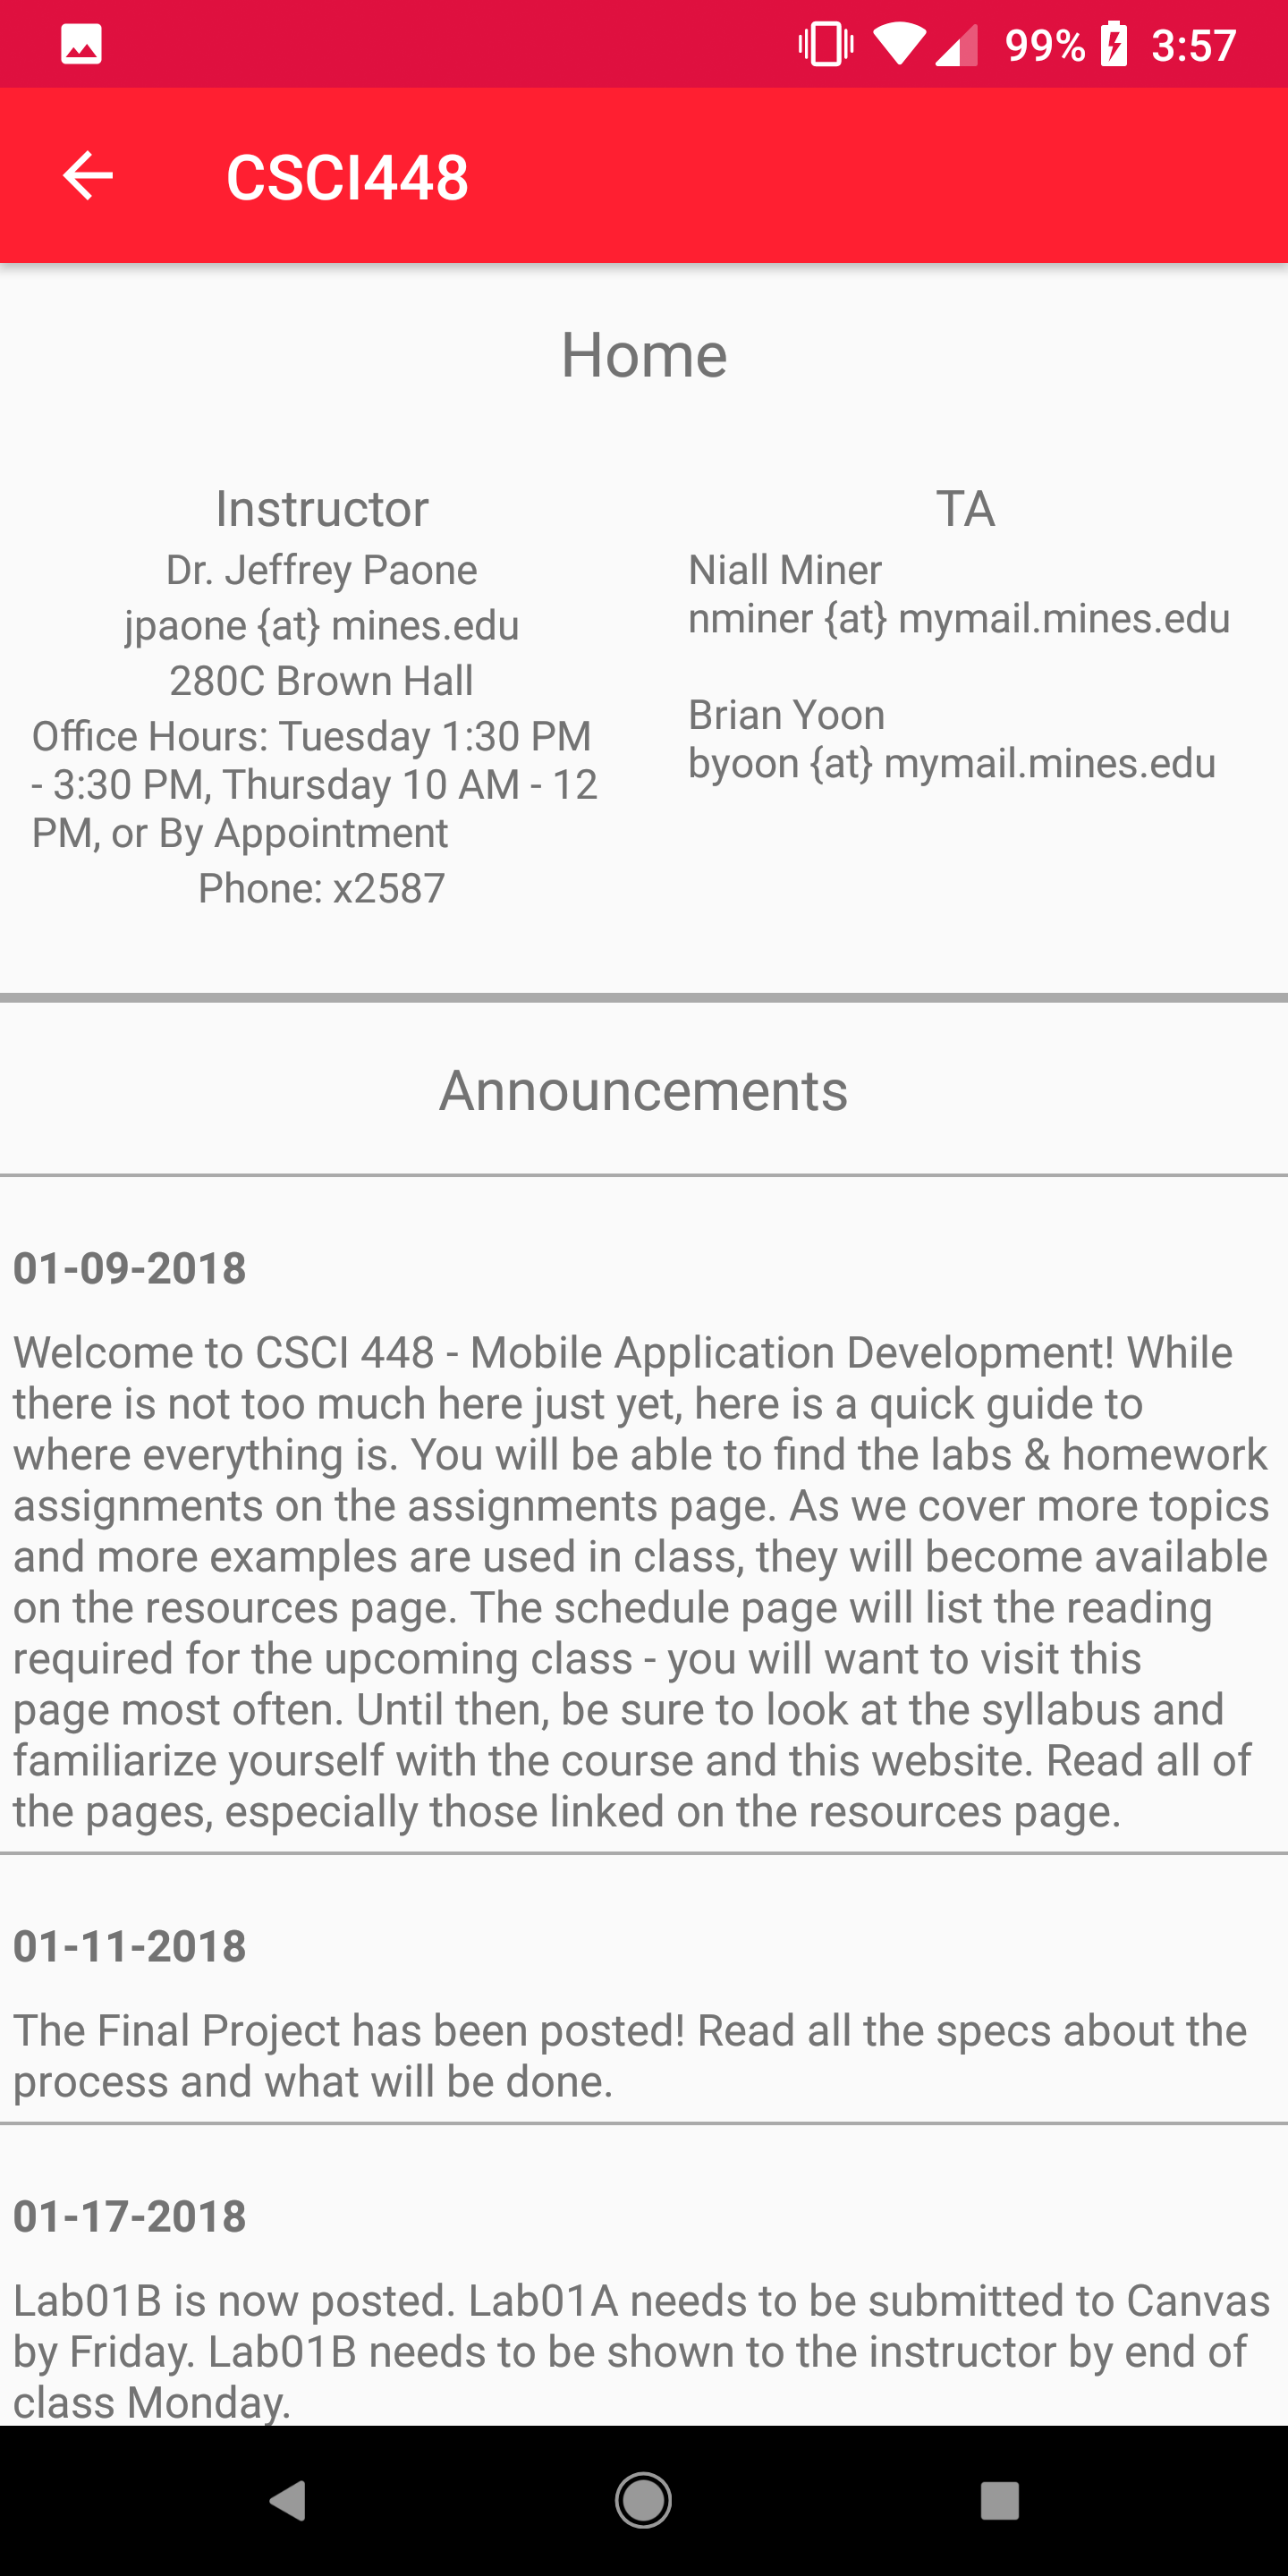 99% 3:57
CSCI448
Home
Instructor
Dr. Jeffrey Paone
jpaone {at} mines.edu
280C Brown Hall
Office Hours: Tuesday 1:30 PM
- 3:30 PM, Thursday 10 AM - 12
PM, or By Appointment
Phone: x2587
TA
Niall Miner
nminer {at} mymail.mines.edu
Brian Yoon
byoon {at} mymail.mines.edu
Announcements
01-09-2018
Welcome to CSCI 448 - Mobile Application Development! While
there is not too much here just yet, here is a quick guide to
where everything is. You will be able to find the labs & homework
assignments on the assignments page. As we cover more topics
and more examples are used in class, they will become available
on the resources page. The schedule page will list the reading
required for the upcoming class - you will want to visit this
page most often. Until then, be sure to look at the syllabus and
familiarize yourself with the course and this website. Read all of
the pages, especially those linked on the resources page.
01-11-2018
The Final Project has been posted! Read all the specs about the
process and what will be done.
01-17-2018
Lab01B is now posted. Lab01A needs to be submitted to Canvas
by Friday. Lab01B needs to be shown to the instructor by end of
class Monday.